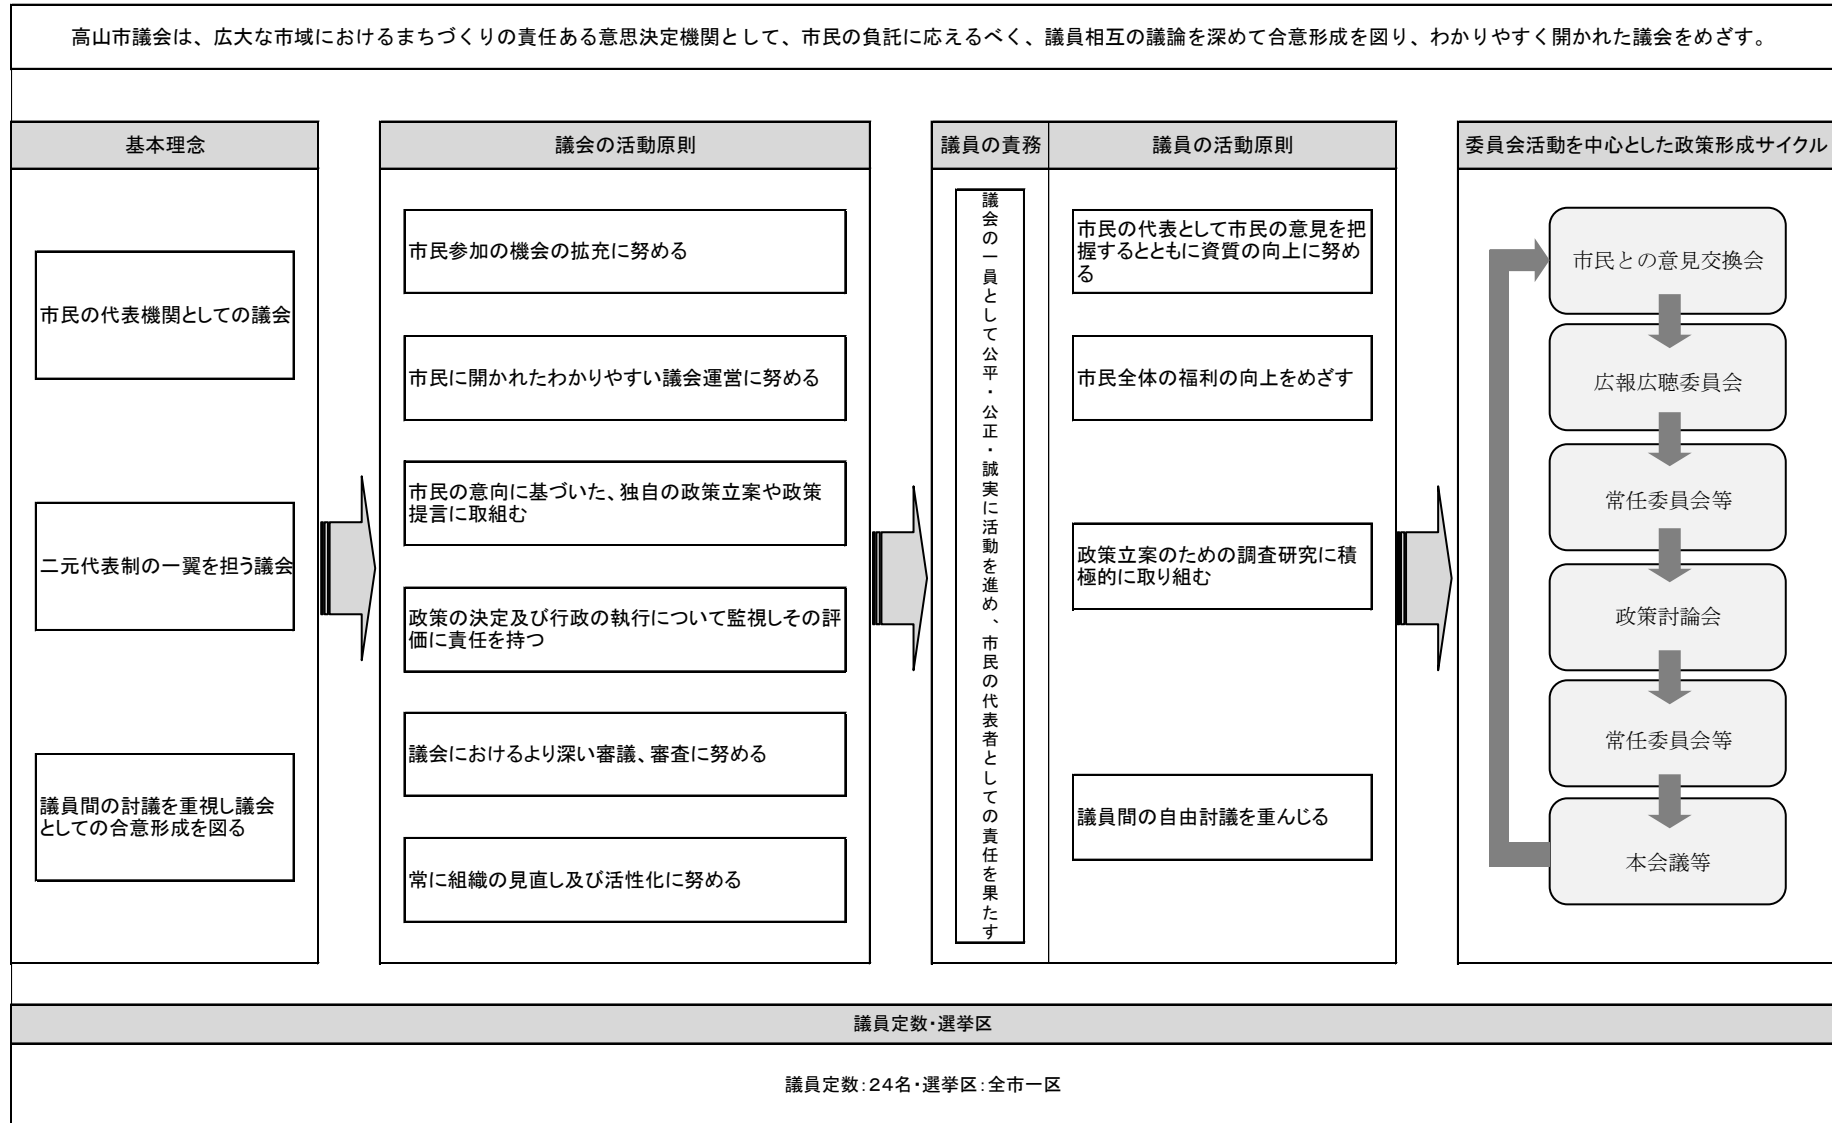 高山市議会は、広大な市域におけるまちづくりの責任ある意思決定機関として、市民の負託に応えるべく、議員相互の議論を深めて合意形成を図り、わかりやすく開かれた議会をめざす。
基本理念
市民の代表機関としての議会
二元代表制の一翼を担う議会
議員間の討議を重視し議会
としての合意形成を図る
議会の活動原則
市民参加の機会の拡充に努める
市民に開かれたわかりやすい議会運営に努める
市民の意向に基づいた、独自の政策立案や政策
提言に取組む
政策の決定及び行政の執行について監視しその評
価に責任を持つ
議会におけるより深い審議、審査に努める
常に組織の見直し及び活性化に努める
議員の責務
議会の一員として公平・公正・誠実に活動を進め、市民の代表者としての責任を果たす
議員の活動原則
市民の代表として市民の意見を把
握するとともに資質の向上に努め
る
市民全体の福利の向上をめざす
政策立案のための調査研究に積
極的に取り組む
議員間の自由討議を重んじる
委員会活動を中心とした政策形成サイクル
市民との意見交換会
広報広聴委員会
常任委員会等
政策討論会
常任委員会等
本会議等
議員定数・選挙区
議員定数：２４名・選挙区：全市一区